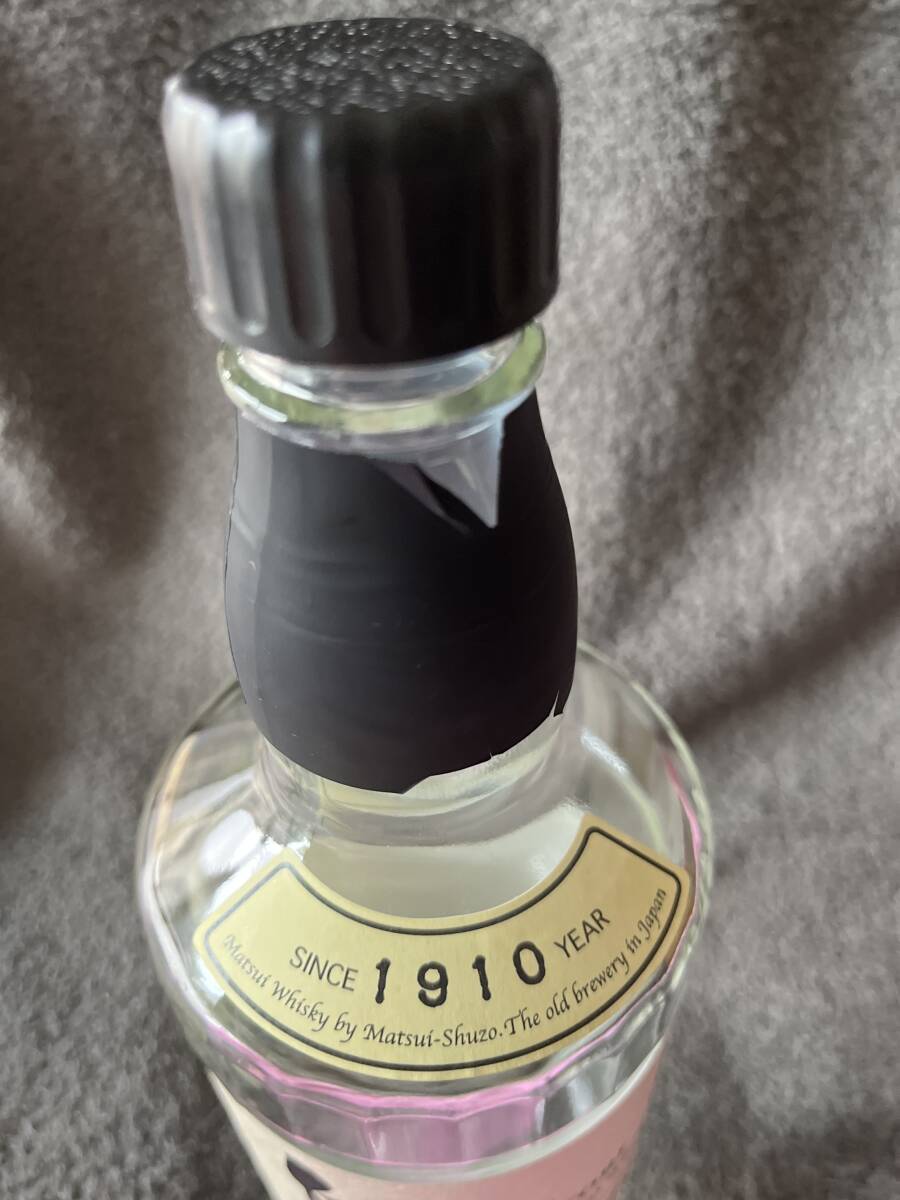 SINCE 1910 YEAR
Matsui Whisky by Matsui-Shuzo.The old brewery in Japan